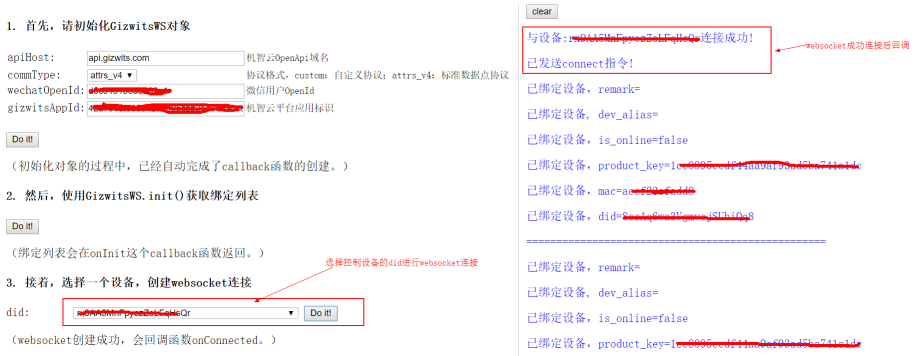 1. 首先，请初始化GizwitsWS对象
apiHost: api.gizwits.com 机智云OpenApi域名
commType: attrs_v4 协议格式，custom：自定义协议；attrs_v4：标准数据点协议
wechatOpenId: 微信用户OpenId
gizwitsAppId: 机智云平台应用标识
Do it!
（初始化对象的过程中，已经自动完成了callback函数的创建。）
2. 然后，使用GizwitsWS.init()获取绑定列表
Do it!
（绑定列表会在onInit这个callback函数返回。）
选择控制设备的did进行websocket连接
3. 接着，选择一个设备，创建websocket连接
did: Do it!
（websocket创建成功，会回调函数onConnected。）
clear
与设备: 连接成功！
websocket成功连接后回调
已发送connect指令！
已绑定设备，remark=
已绑定设备, dev_alias=
已绑定设备，is_online=false
已绑定设备，product_key=
已绑定设备，mac=
已绑定设备，did=
==================================================
已绑定设备，remark=
已绑定设备, dev_alias=
已绑定设备，is_online=false
已绑定设备，product_key=